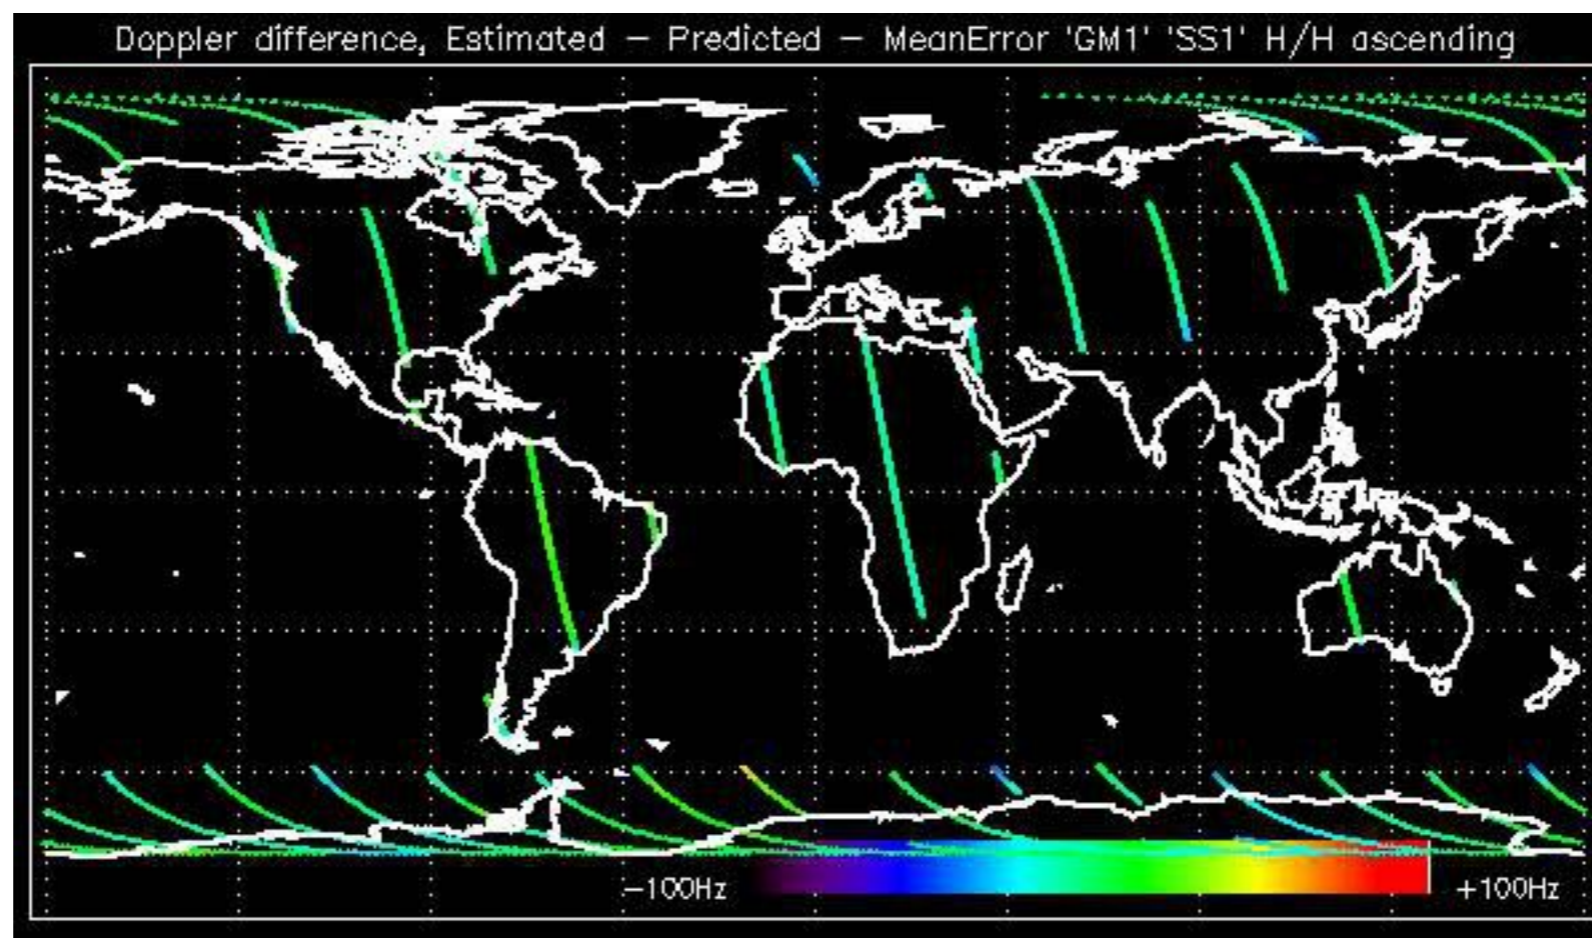 Doppler difference, Estimated – Predicted – MeanError 'GM1' 'SS1' H/H ascending
-100Hz
+100Hz